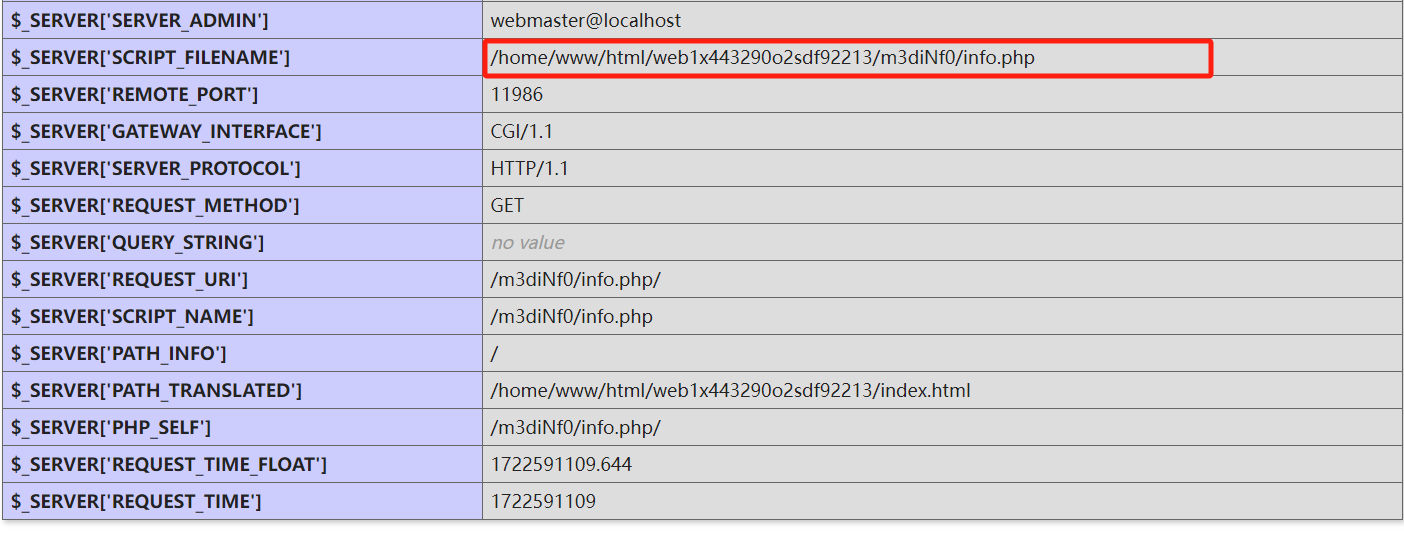 $_SERVER['SERVER_ADMIN'] webmaster@localhost
$_SERVER['SCRIPT_FILENAME'] /home/www/html/web1x443290o2sdf92213/m3diNf0/info.php
$_SERVER['REMOTE_PORT'] 11986
$_SERVER['GATEWAY_INTERFACE'] CGI/1.1
$_SERVER['SERVER_PROTOCOL'] HTTP/1.1
$_SERVER['REQUEST_METHOD'] GET
$_SERVER['QUERY_STRING'] no value
$_SERVER['REQUEST_URI'] /m3diNf0/info.php/
$_SERVER['SCRIPT_NAME'] /m3diNf0/info.php
$_SERVER['PATH_INFO'] /
$_SERVER['PATH_TRANSLATED'] /home/www/html/web1x443290o2sdf92213/index.html
$_SERVER['PHP_SELF'] /m3diNf0/info.php/
$_SERVER['REQUEST_TIME_FLOAT'] 1722591109.644
$_SERVER['REQUEST_TIME'] 1722591109